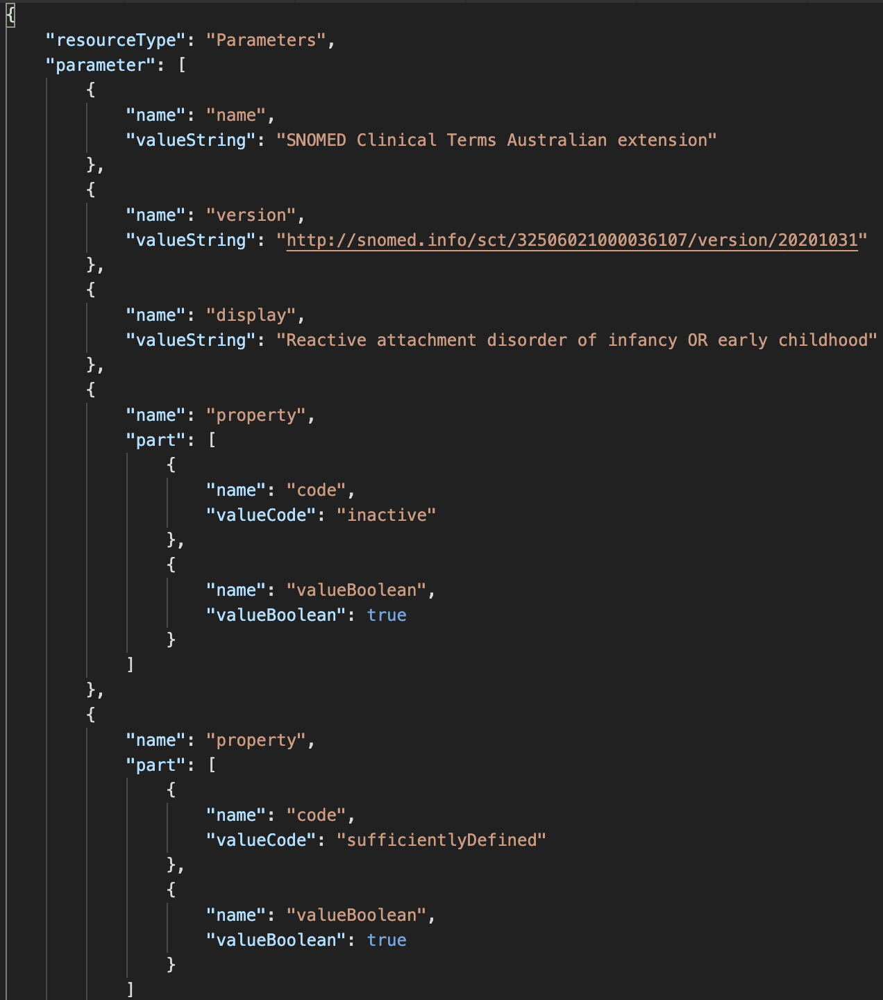 {
    "resourceType": "Parameters",
    "parameter": [
        {
            "name": "name",
            "valueString": "SNOMED Clinical Terms Australian extension"
        },
        {
            "name": "version",
            "valueString": "http://snomed.info/sct/32506021000036107/version/20201031"
        },
        {
            "name": "display",
            "valueString": "Reactive attachment disorder of infancy OR early childhood"
        },
        {
            "name": "property",
            "part": [
                {
                    "name": "code",
                    "valueCode": "inactive"
                },
                {
                    "name": "valueBoolean",
                    "valueBoolean": true
                }
            ]
        },
        {
            "name": "property",
            "part": [
                {
                    "name": "code",
                    "valueCode": "sufficientlyDefined"
                },
                {
                    "name": "valueBoolean",
                    "valueBoolean": true
                }
            ]